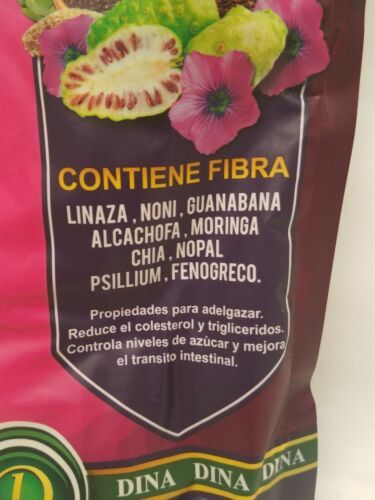 CONTIENE FIBRA
LINAZA , NONI , GUANABANA
ALCACHOFA , MORINGA
CHIA , NOPAL
PSILLIUM , FENOGRECO.
Propiedades para adelgazar.
Reduce el colesterol y trigliceridos.
Controla niveles de azùcar y mejora
el transito intestinal.
DINA DINA DINA